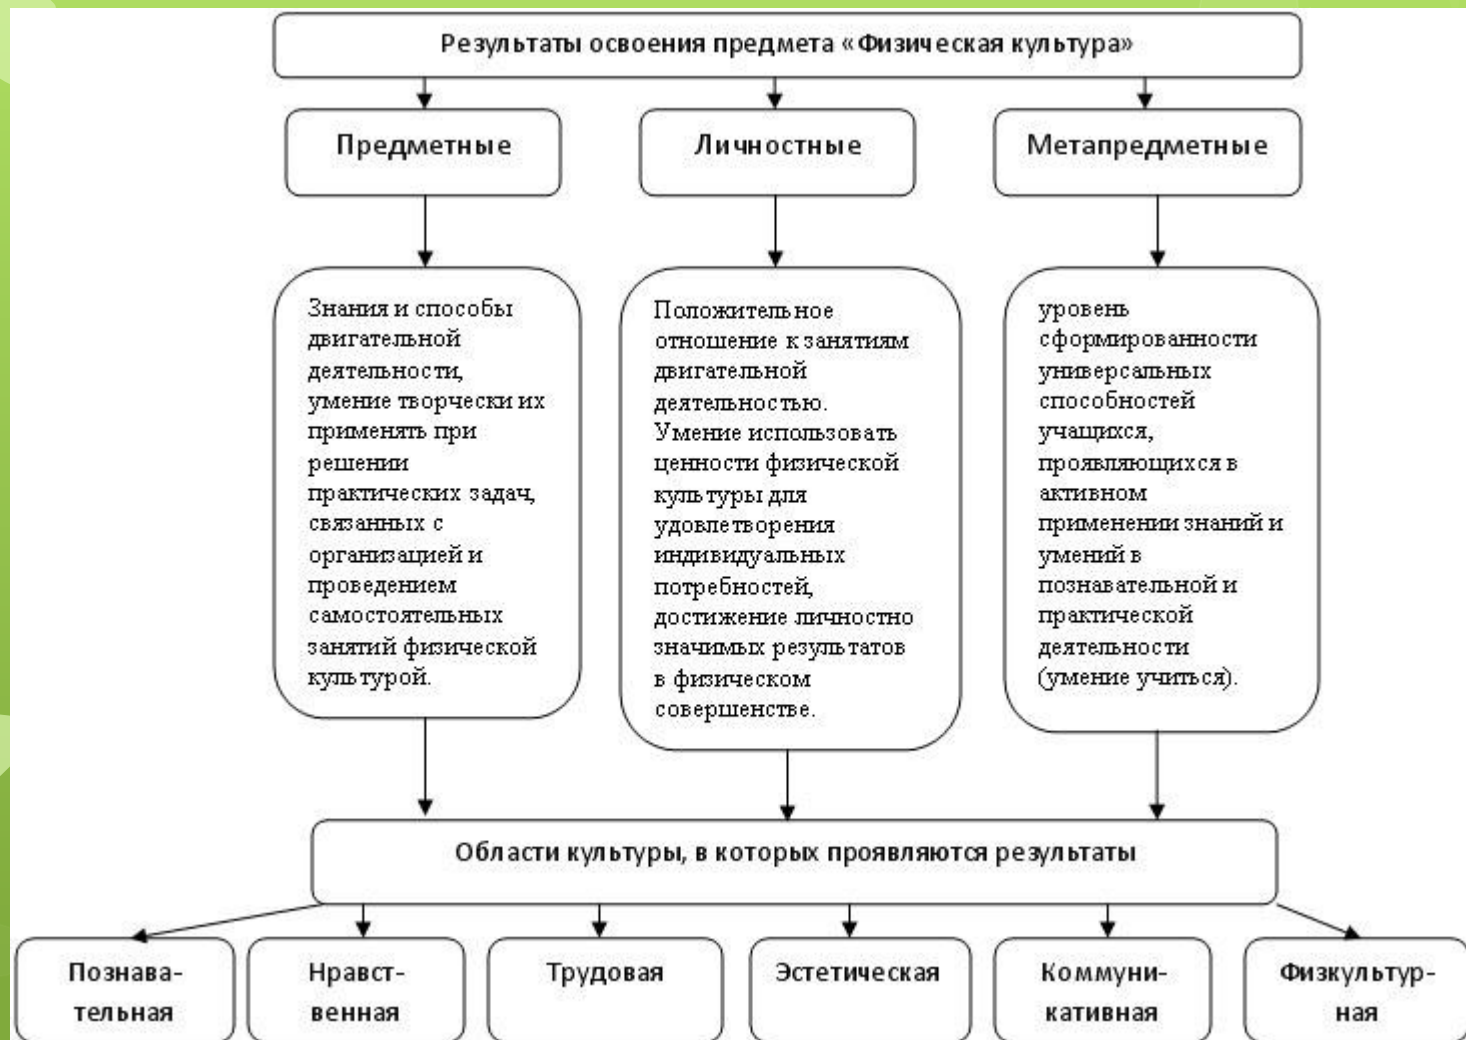 Результаты освоения предмета «Физическая культура»
Предметные
Личностные
Метапредметные
Знания и способы
двигательной
деятельности,
умение творчески их
применять при
решении
практических задач,
связанных с
организацией и
проведением
самостоятельных
занятий физической
культурой.
Положительное
отношение к занятиям
двигательной
деятельностью.
Умение использовать
ценности физической
культуры для
удовлетворения
индивидуальных
потребностей,
достижение личностно
значимых результатов
в физическом
совершенстве.
уровень
сформированности
универсальных
способностей
учащихся,
проявляющихся в
активном
применении знаний и
умений в
познавательной и
практической
деятельности
(умение учиться).
Области культуры, в которых проявляются результаты
Познава-
тельная
Нравст-
венная
Трудовая
Эстетическая
Коммуни-
кативная
Физкультур-
ная